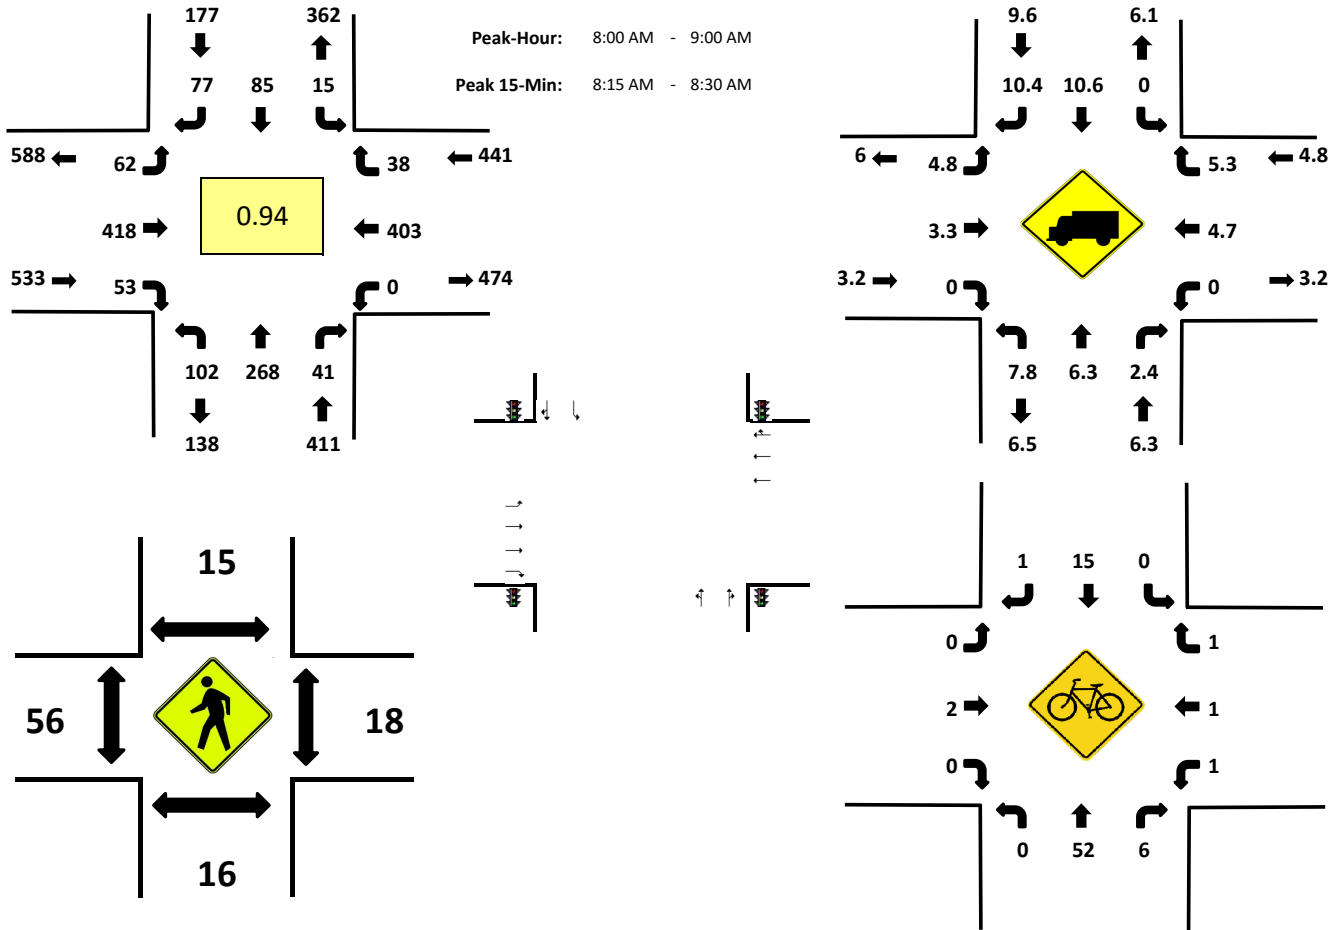 177 362
Peak-Hour: 8:00 AM - 9:00 AM
77 85 15
Peak 15-Min: 8:15 AM - 8:30 AM
588 62 38 441
0.94
418 403
533 53 0 474
102 268 41
138 411
9.6 6.1
10.4 10.6 0
6 4.8 5.3 4.8
3.3 4.7
3.2 0 0 3.2
7.8 6.3 2.4
6.5 6.3
15
56 18
16
1 15 0
0 1
2 1
0 1
0 52 6